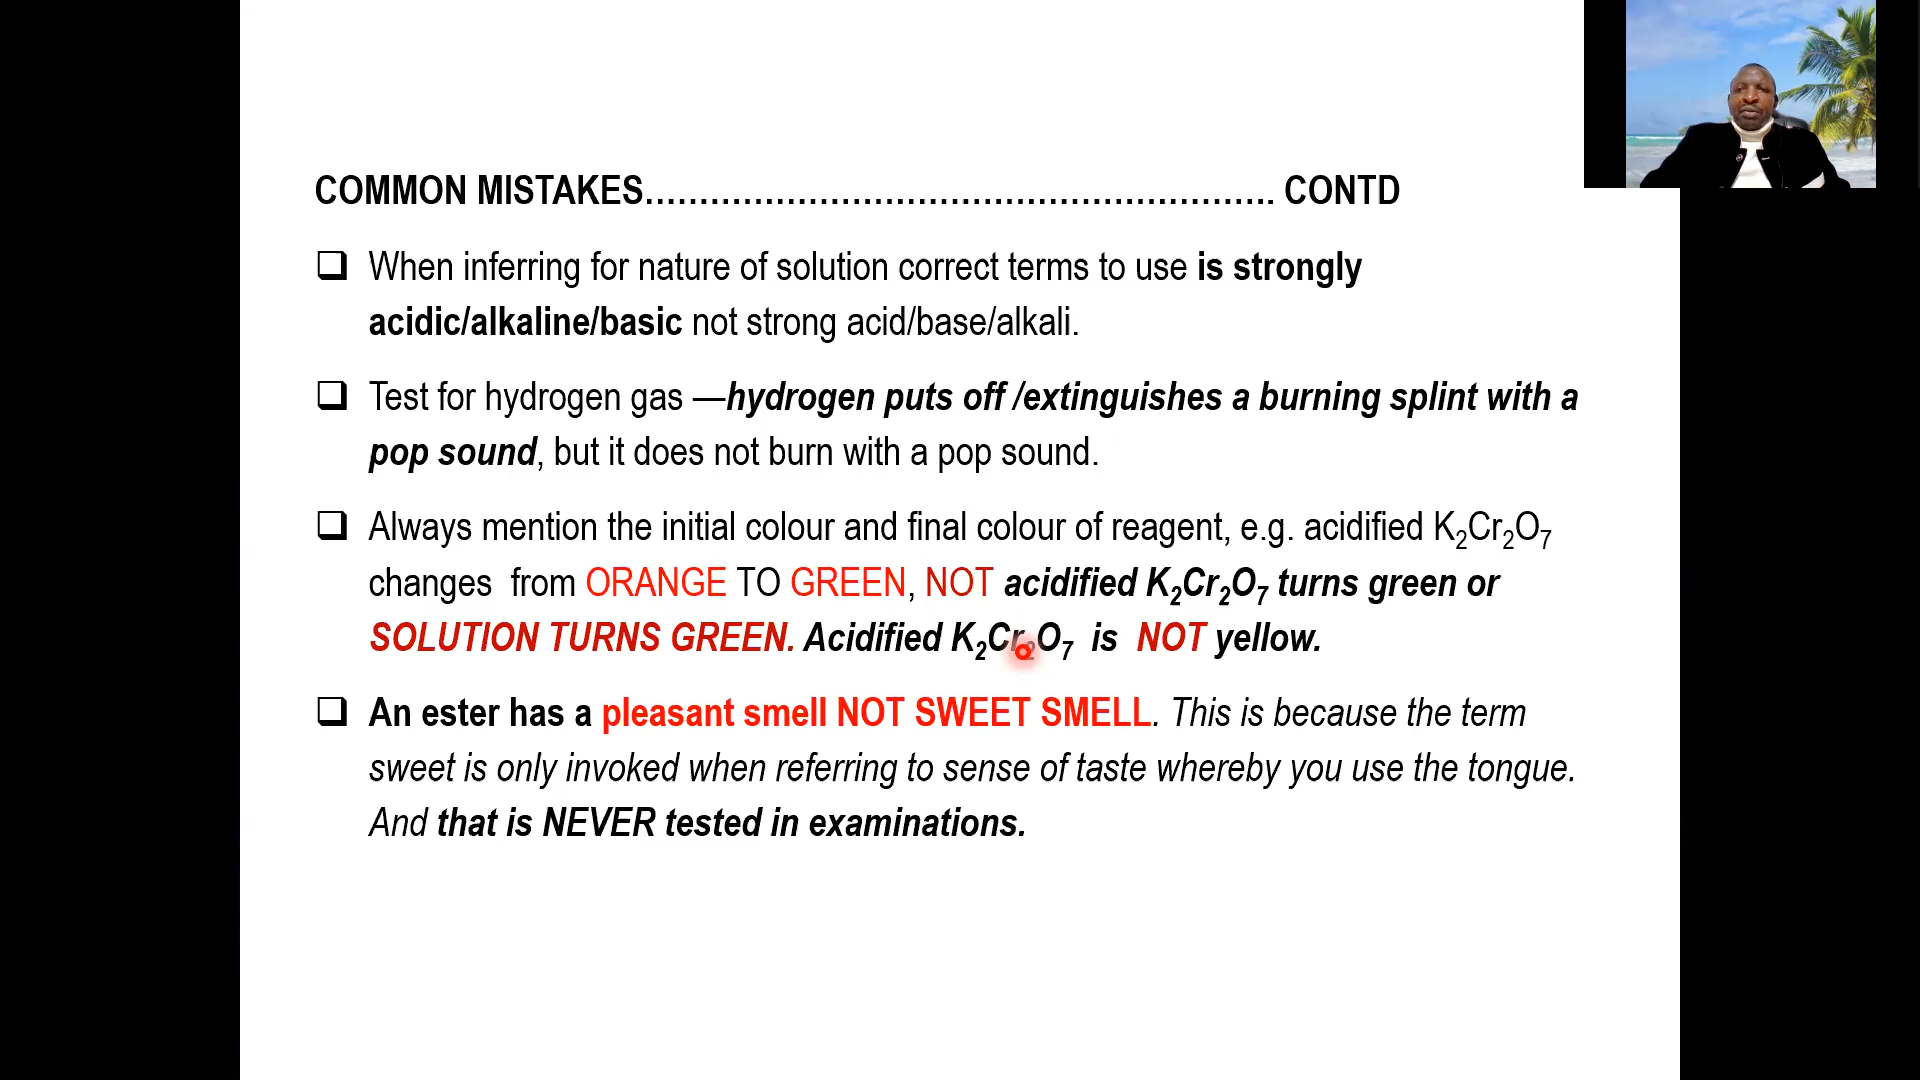 COMMON MISTAKES……………………………………………………. CONTD
❑ When inferring for nature of solution correct terms to use is strongly
acidic/alkaline/basic not strong acid/base/alkali.
❑ Test for hydrogen gas —hydrogen puts off /extinguishes a burning splint with a
pop sound, but it does not burn with a pop sound.
❑ Always mention the initial colour and final colour of reagent, e.g. acidified K₂Cr₂O₇
changes from ORANGE TO GREEN, NOT acidified K₂Cr₂O₇ turns green or
SOLUTION TURNS GREEN. Acidified K₂Cr₂O₇ is NOT yellow.
❑ An ester has a pleasant smell NOT SWEET SMELL. This is because the term
sweet is only invoked when referring to sense of taste whereby you use the tongue.
And that is NEVER tested in examinations.